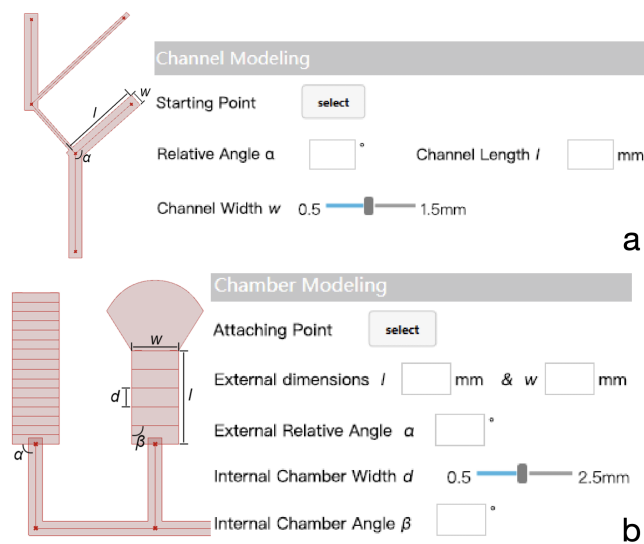 w
l
α
Channel Modeling
Starting Point select
Relative Angle α ° Channel Length l mm
Channel Width w 0.5 1.5mm
a
w
d
l
β
α
Chamber Modeling
Attaching Point select
External dimensions l mm & w mm
External Relative Angle α °
Internal Chamber Width d 0.5 2.5mm
Internal Chamber Angle β °
b